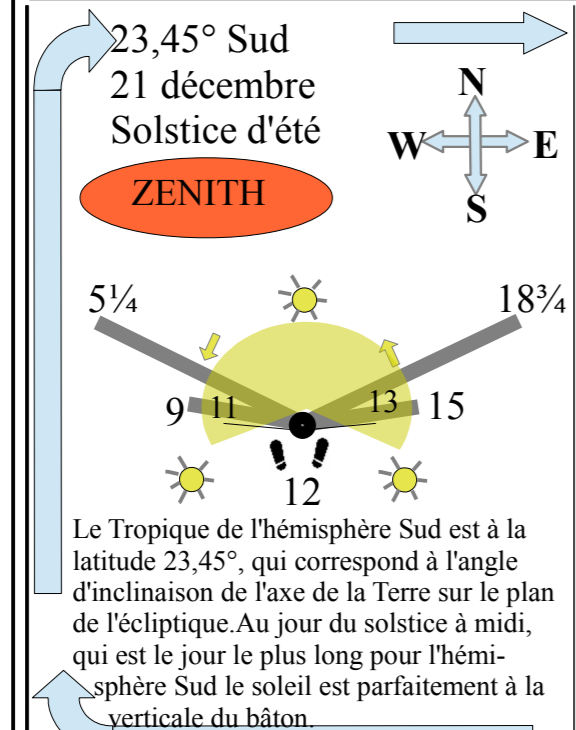 23,45° Sud
21 décembre
Solstice d'été
N
W E
S
ZENITH
5¼ 18¾
9 11 13 15
12
Le Tropique de l'hémisphère Sud est à la
latitude 23,45°, qui correspond à l'angle
d'inclinaison de l'axe de la Terre sur le plan
de l'écliptique.Au jour du solstice à midi,
qui est le jour le plus long pour l'hémi-
sphère Sud le soleil est parfaitement à la
verticale du bâton.